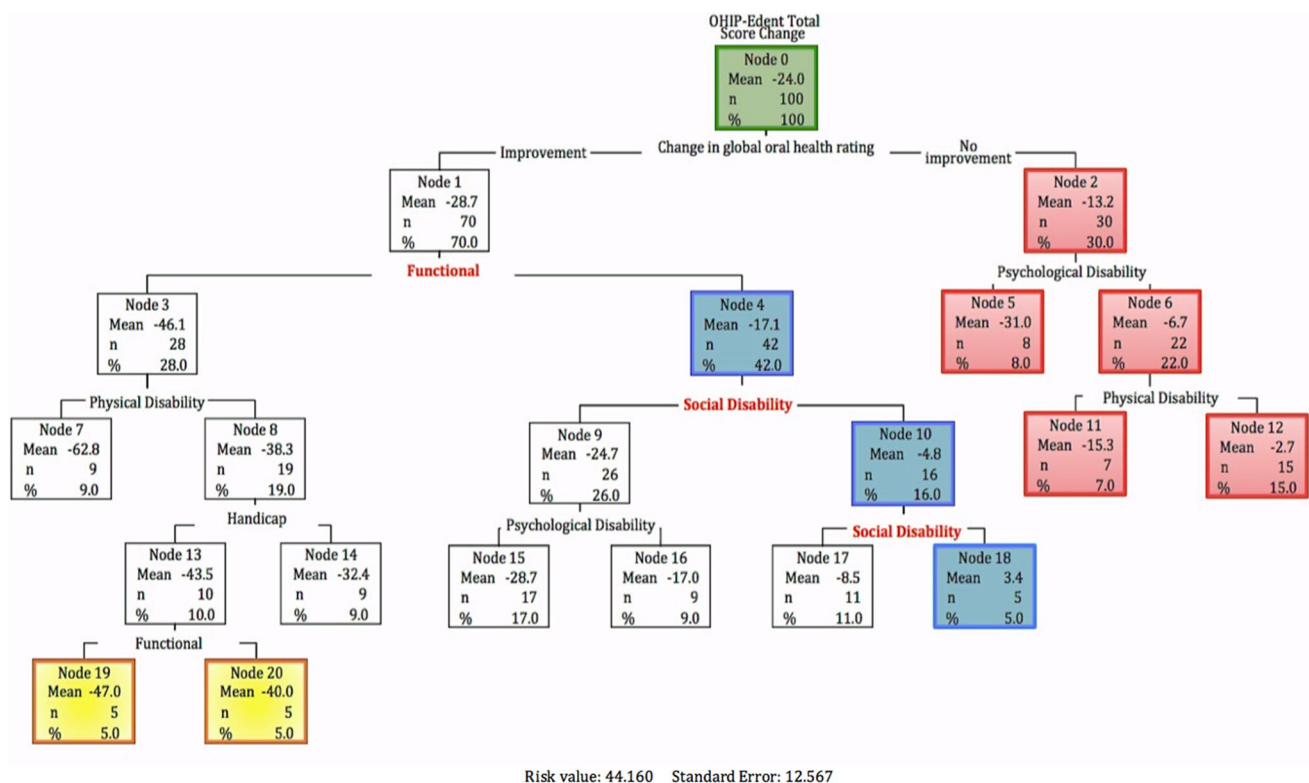 OHIP-Edent Total
Score Change
Node 0
Mean -24.0
n 100
% 100
Change in global oral health rating
Improvement
No
improvement
Node 1
Mean -28.7
n 70
% 70.0
Node 2
Mean -13.2
n 30
% 30.0
Functional
Psychological Disability
Node 3
Mean -46.1
n 28
% 28.0
Node 4
Mean -17.1
n 42
% 42.0
Node 5
Mean -31.0
n 8
% 8.0
Node 6
Mean -6.7
n 22
% 22.0
Physical Disability
Social Disability
Physical Disability
Node 7
Mean -62.8
n 9
% 9.0
Node 8
Mean -38.3
n 19
% 19.0
Node 9
Mean -24.7
n 26
% 26.0
Node 10
Mean -4.8
n 16
% 16.0
Node 11
Mean -15.3
n 7
% 7.0
Node 12
Mean -2.7
n 15
% 15.0
Handicap
Psychological Disability
Social Disability
Node 13
Mean -43.5
n 10
% 10.0
Node 14
Mean -32.4
n 9
% 9.0
Node 15
Mean -28.7
n 17
% 17.0
Node 16
Mean -17.0
n 9
% 9.0
Node 17
Mean -8.5
n 11
% 11.0
Node 18
Mean 3.4
n 5
% 5.0
Functional
Node 19
Mean -47.0
n 5
% 5.0
Node 20
Mean -40.0
n 5
% 5.0
Risk value: 44.160 Standard Error: 12.567